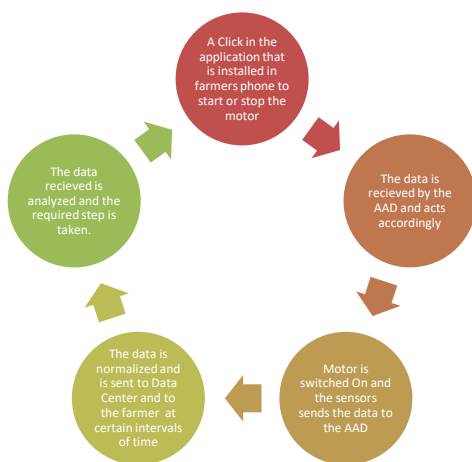 A Click in the
application that
is installed in
farmers phone to
start or stop the
motor
The data is
recieved by the
AAD and acts
accordingly
Motor is
switched On and
the sensors
sends the data to
the AAD
The data is
normalized and
is sent to Data
Center and to
the farmer at
certain intervals
of time
The data
recieved is
analyzed and the
required step is
taken.